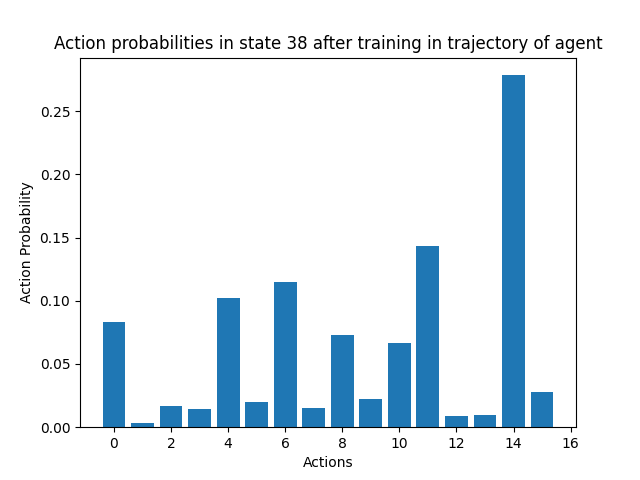 Action probabilities in state 38 after training in trajectory of agent
Action Probability
0.25
0.20
0.15
0.10
0.05
0.00
0 2 4 6 8 10 12 14 16
Actions